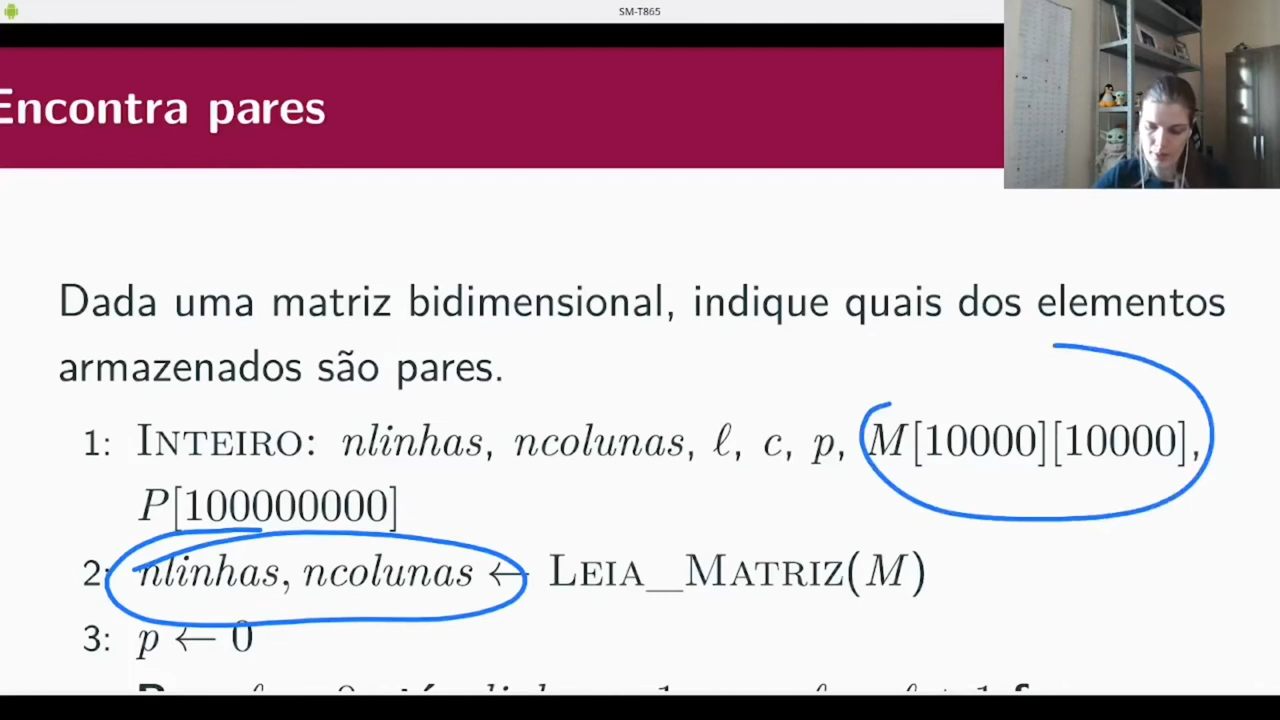 SM-T865
Encontra pares
Dada uma matriz bidimensional, indique quais dos elementos
armazenados são pares.
1: INTEIRO: nlinhas, ncolunas, ℓ, c, p, M[10000][10000],
P[100000000]
2: nlinhas, ncolunas ← LEIA_MATRIZ(M)
3: p ← 0